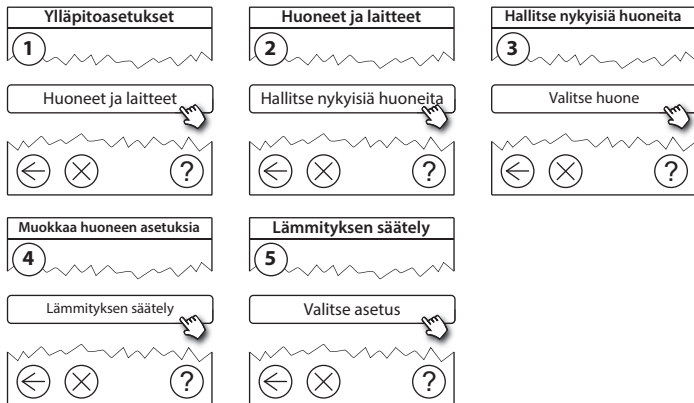 Ylläpitoasetukset
1
Huoneet ja laitteet
?
Huoneet ja laitteet
2
Hallitse nykyisiä huoneita
?
Hallitse nykyisiä huoneita
3
Valitse huone
?
Muokkaa huoneen asetuksia
4
Lämmityksen säätely
?
Lämmityksen säätely
5
Valitse asetus
?